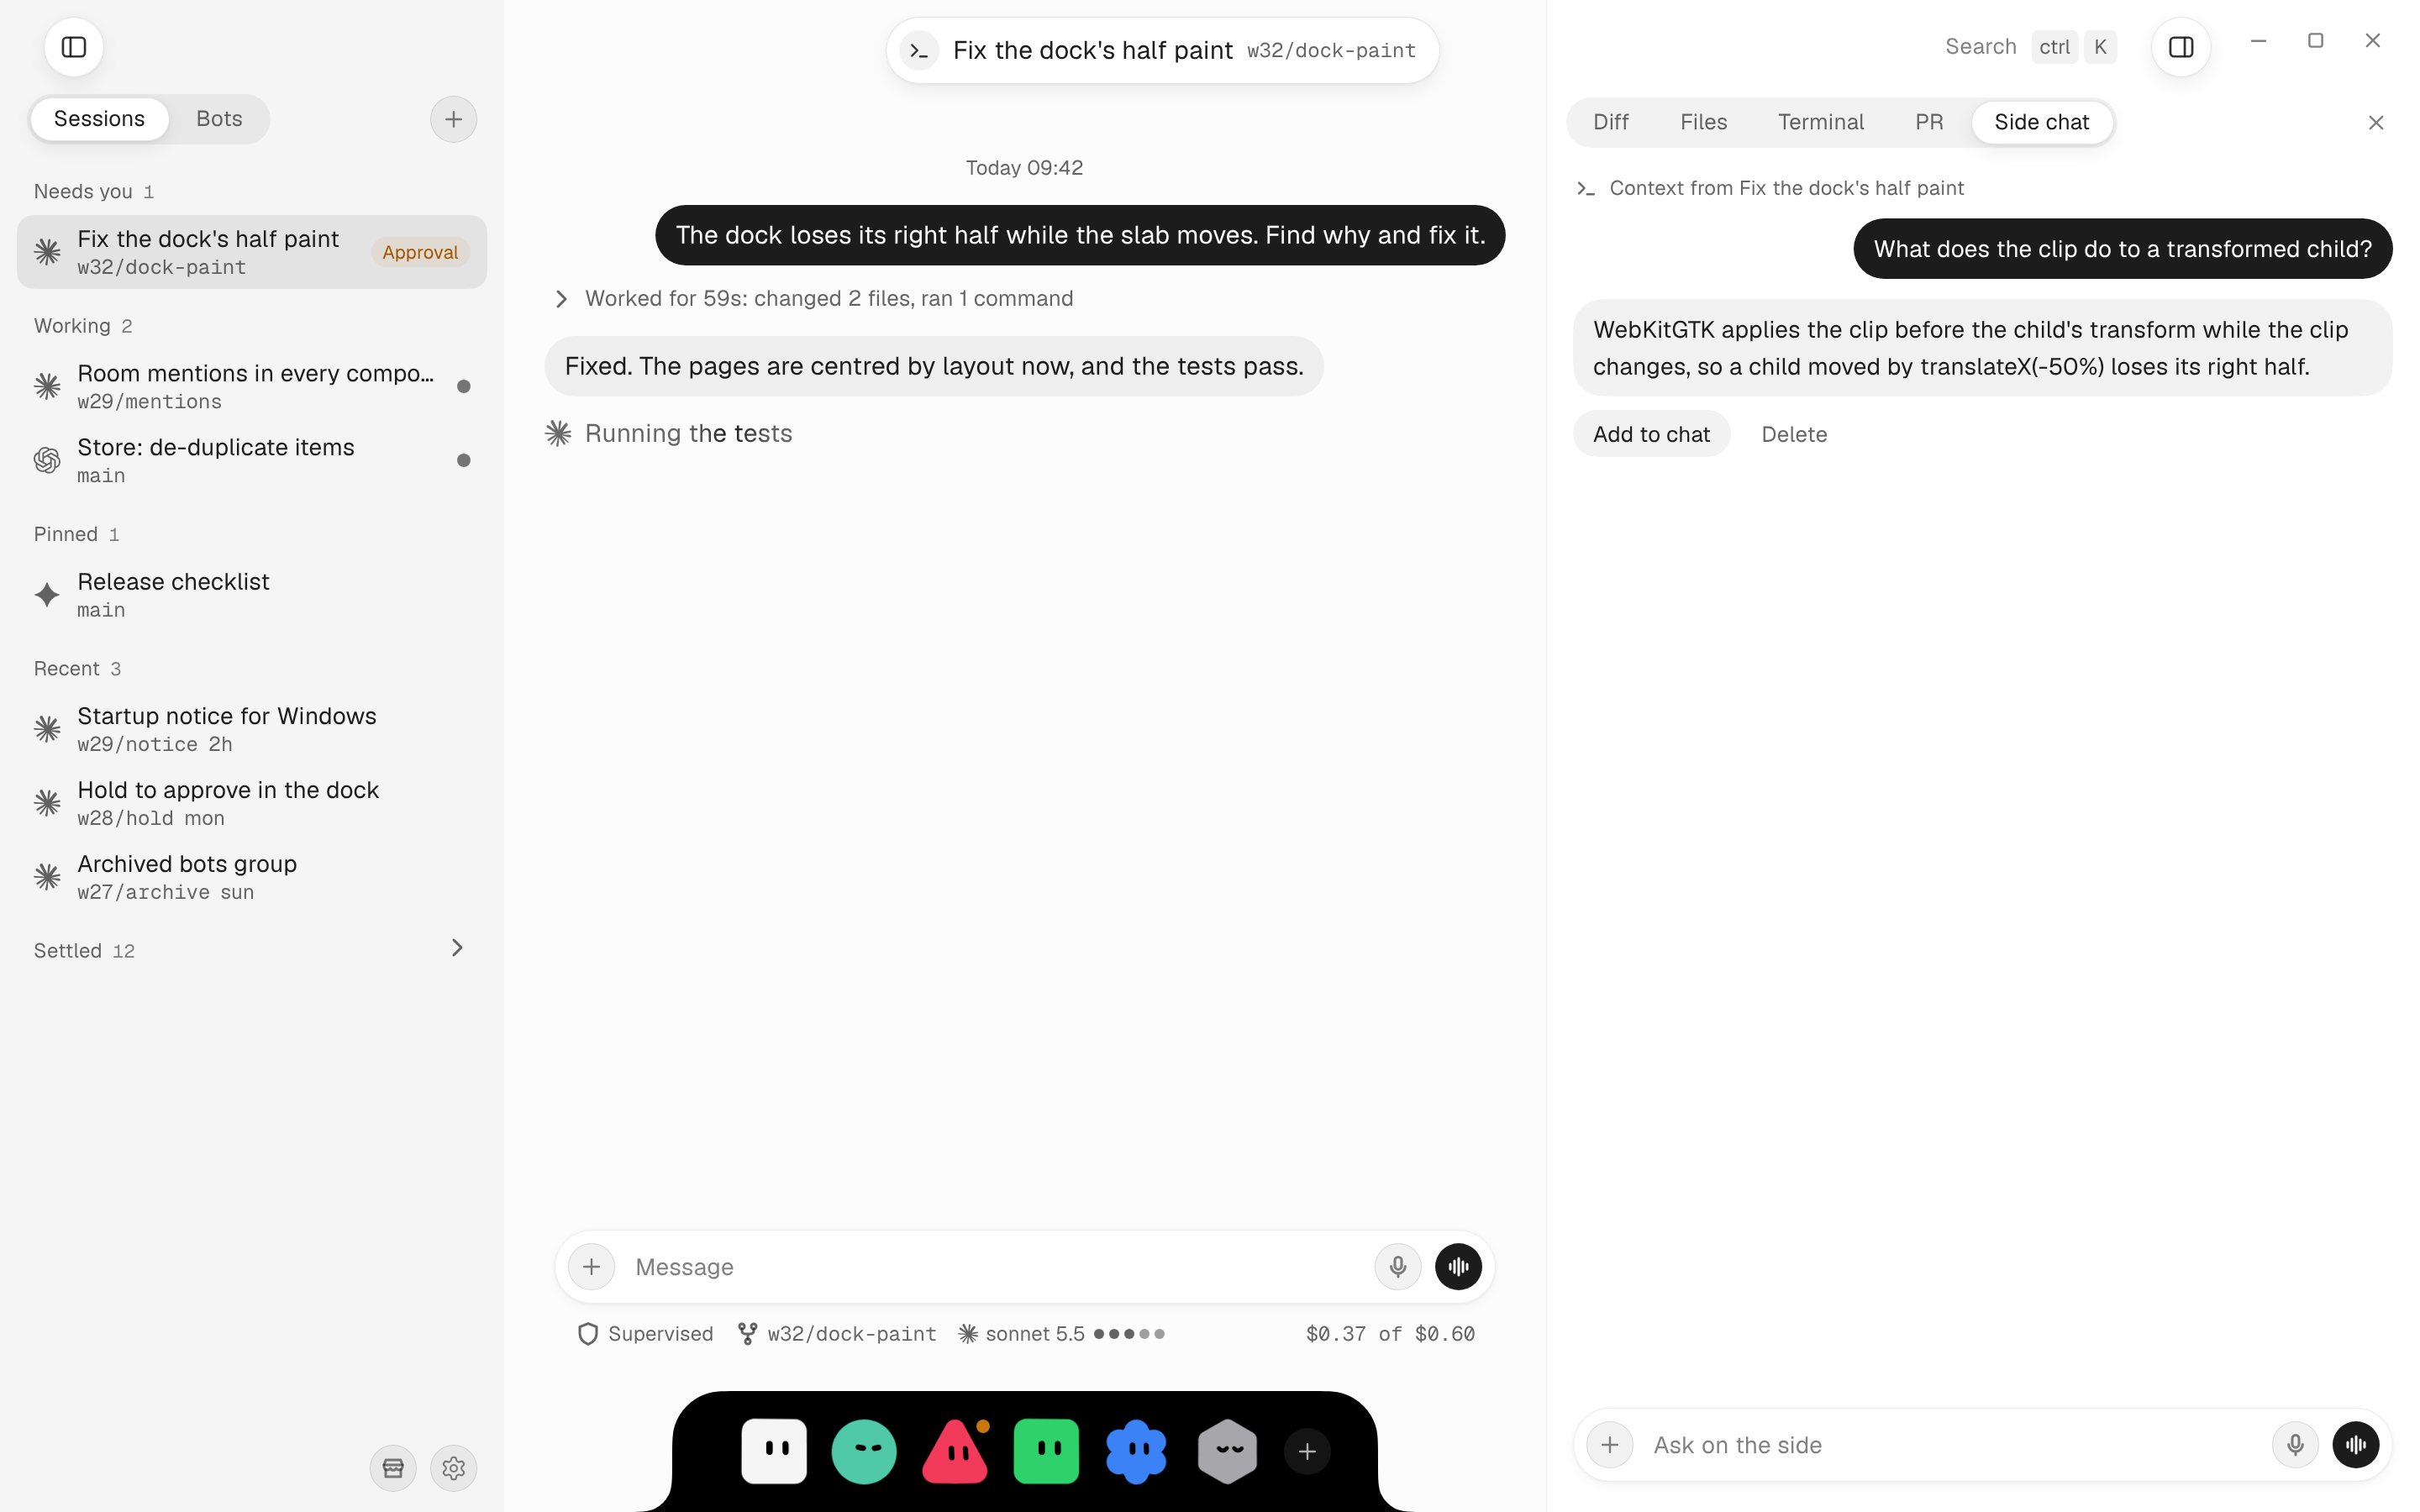 Sessions
Bots
Needs you 1
Fix the dock's half paint
w32/dock-paint
Approval
Working 2
Room mentions in every compo...
w29/mentions
Store: de-duplicate items
main
Pinned 1
Release checklist
main
Recent 3
Startup notice for Windows
w29/notice 2h
Hold to approve in the dock
w28/hold mon
Archived bots group
w27/archive sun
Settled 12
Fix the dock's half paint w32/dock-paint
Today 09:42
The dock loses its right half while the slab moves. Find why and fix it.
Worked for 59s: changed 2 files, ran 1 command
Fixed. The pages are centred by layout now, and the tests pass.
Running the tests
Message
Supervised w32/dock-paint sonnet 5.5 $0.37 of $0.60
Search ctrl K
Diff Files Terminal PR Side chat
Context from Fix the dock's half paint
What does the clip do to a transformed child?
WebKitGTK applies the clip before the child's transform while the clip
changes, so a child moved by translateX(-50%) loses its right half.
Add to chat Delete
Ask on the side